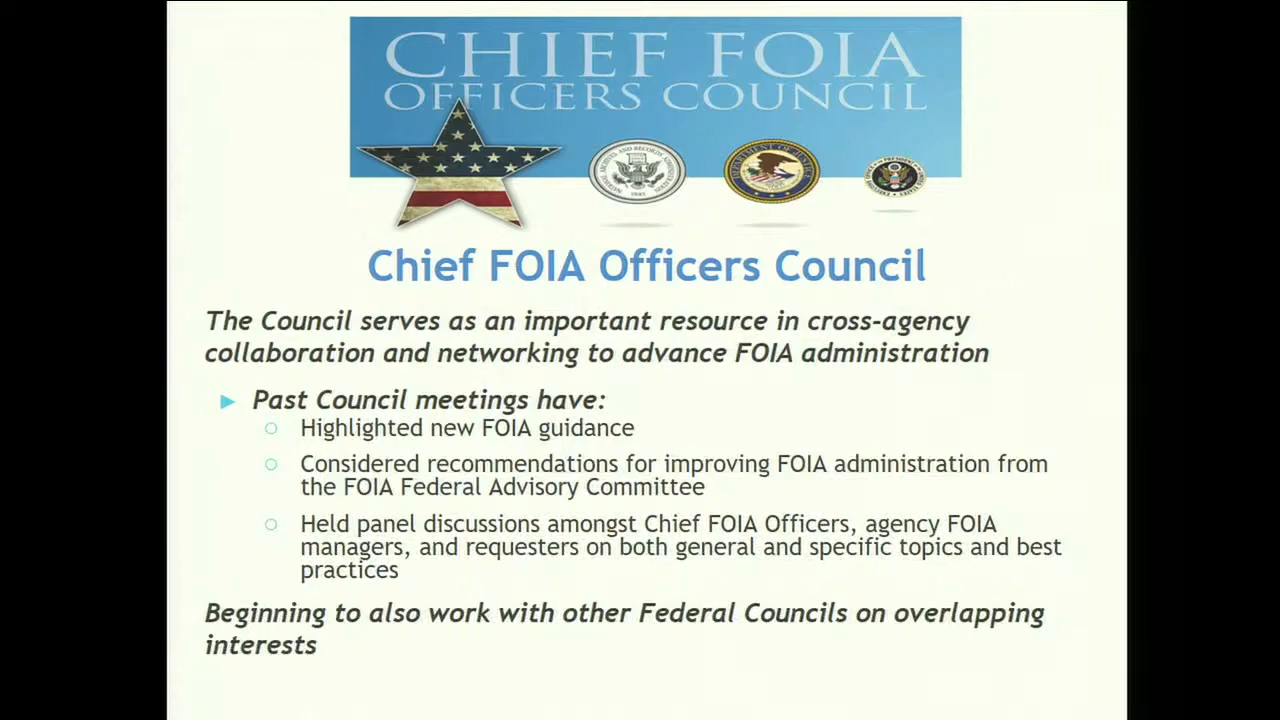 CHIEF FOIA
OFFICERS COUNCIL
Chief FOIA Officers Council
The Council serves as an important resource in cross-agency
collaboration and networking to advance FOIA administration
Past Council meetings have:
Highlighted new FOIA guidance
Considered recommendations for improving FOIA administration from
the FOIA Federal Advisory Committee
Held panel discussions amongst Chief FOIA Officers, agency FOIA
managers, and requesters on both general and specific topics and best
practices
Beginning to also work with other Federal Councils on overlapping
interests